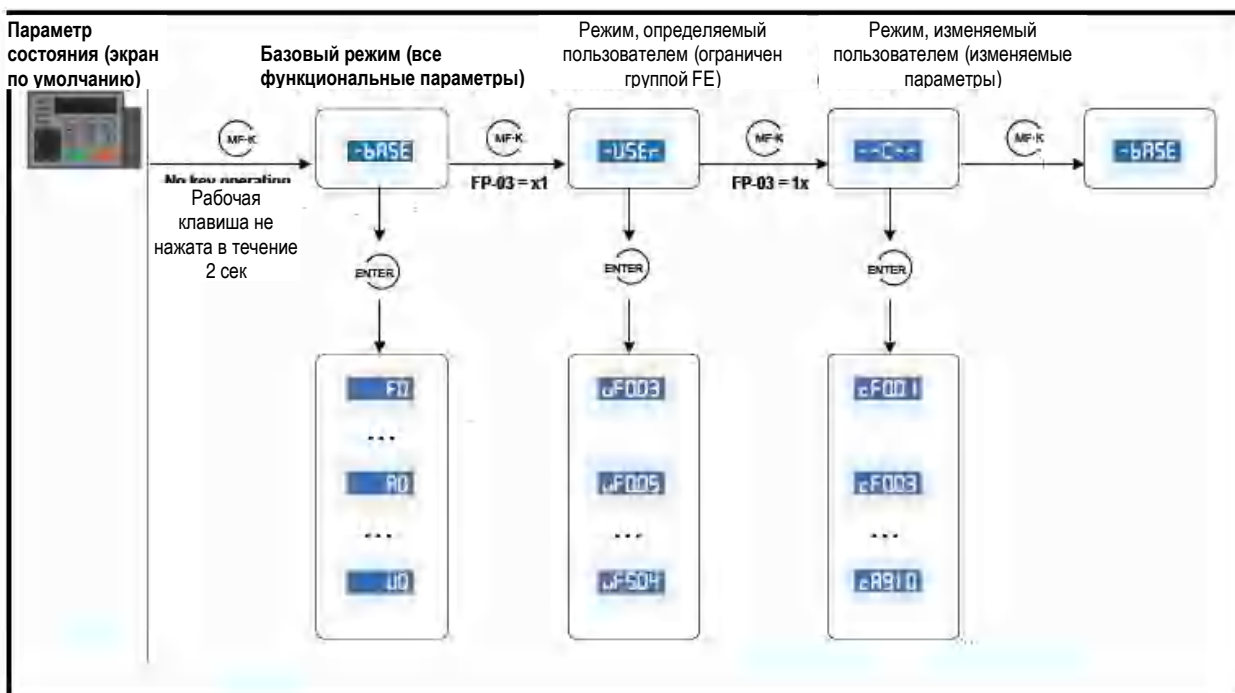 Параметр
состояния (экран
по умолчанию)
Базовый режим (все
функциональные параметры)
Режим, определяемый
пользователем (ограничен
группой FE)
Режим, изменяемый
пользователем (изменяемые
параметры)
MF-K
-bASE
MF-K
-USEr
MF-K
--C--
MF-K
-bASE
No key operating
FP-03 = x1
FP-03 = 1x
Рабочая
клавиша не
нажата в течение
2 сек
ENTER
ENTER
ENTER
F0
...
A0
...
U0
uF003
uF005
...
uF504
cF001
cF003
...
cA910